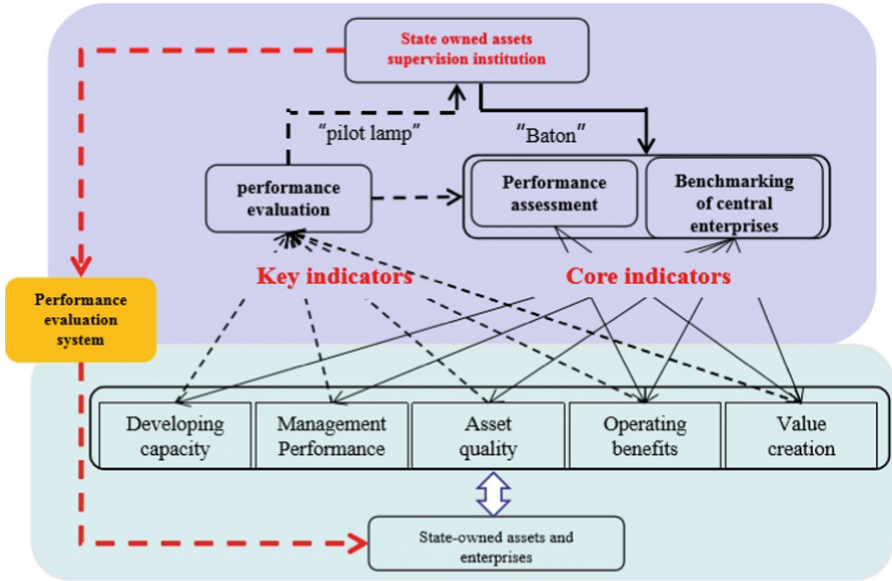 State owned assets
supervision institution
"pilot lamp"
"Baton"
performance
evaluation
Performance
assessment
Benchmarking
of central
enterprises
Key indicators
Core indicators
Performance
evaluation
system
Developing
capacity
Management
Performance
Asset
quality
Operating
benefits
Value
creation
State-owned assets and
enterprises